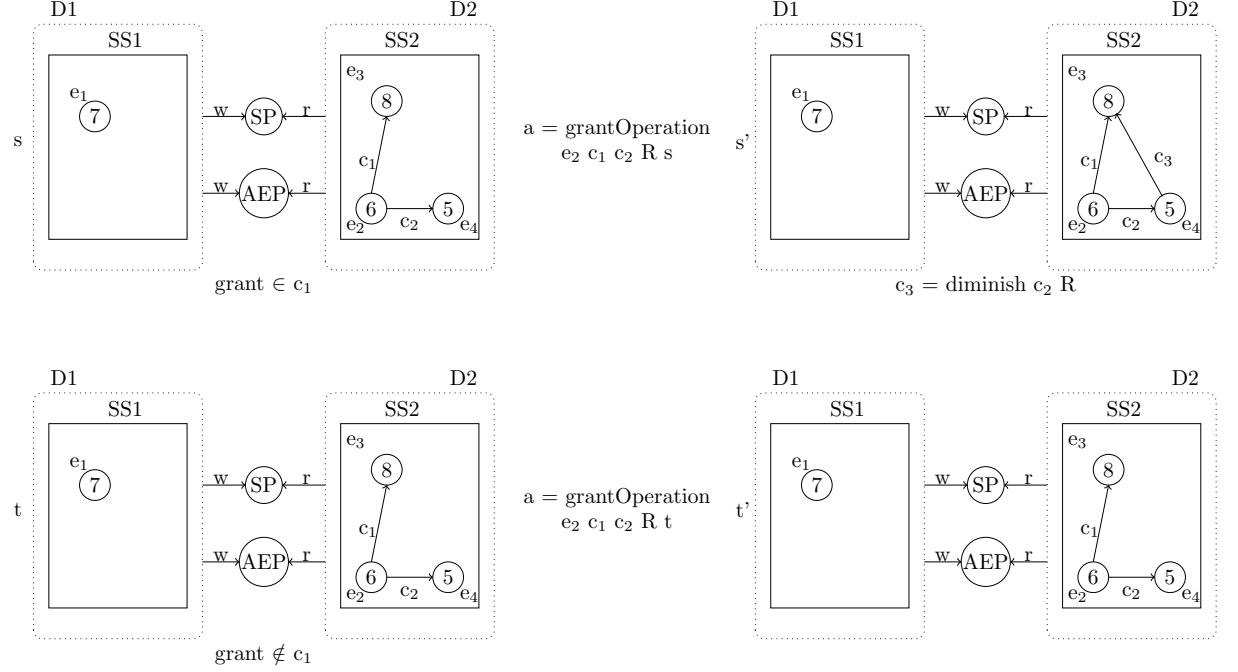 D1
D2
SS1
SS2
s
e₁
7
w
SP
r
w
AEP
r
e₃
8
c₁
6
e₂
c₂
5
e₄
grant ∈ c₁
a = grantOperation
e₂ c₁ c₂ R s
D1
D2
SS1
SS2
s'
e₁
7
w
SP
r
w
AEP
r
e₃
8
c₁
c₃
6
e₂
c₂
5
e₄
c₃ = diminish c₂ R
D1
D2
SS1
SS2
t
e₁
7
w
SP
r
w
AEP
r
e₃
8
c₁
6
e₂
c₂
5
e₄
grant ∉ c₁
a = grantOperation
e₂ c₁ c₂ R t
D1
D2
SS1
SS2
t'
e₁
7
w
SP
r
w
AEP
r
e₃
8
c₁
6
e₂
c₂
5
e₄